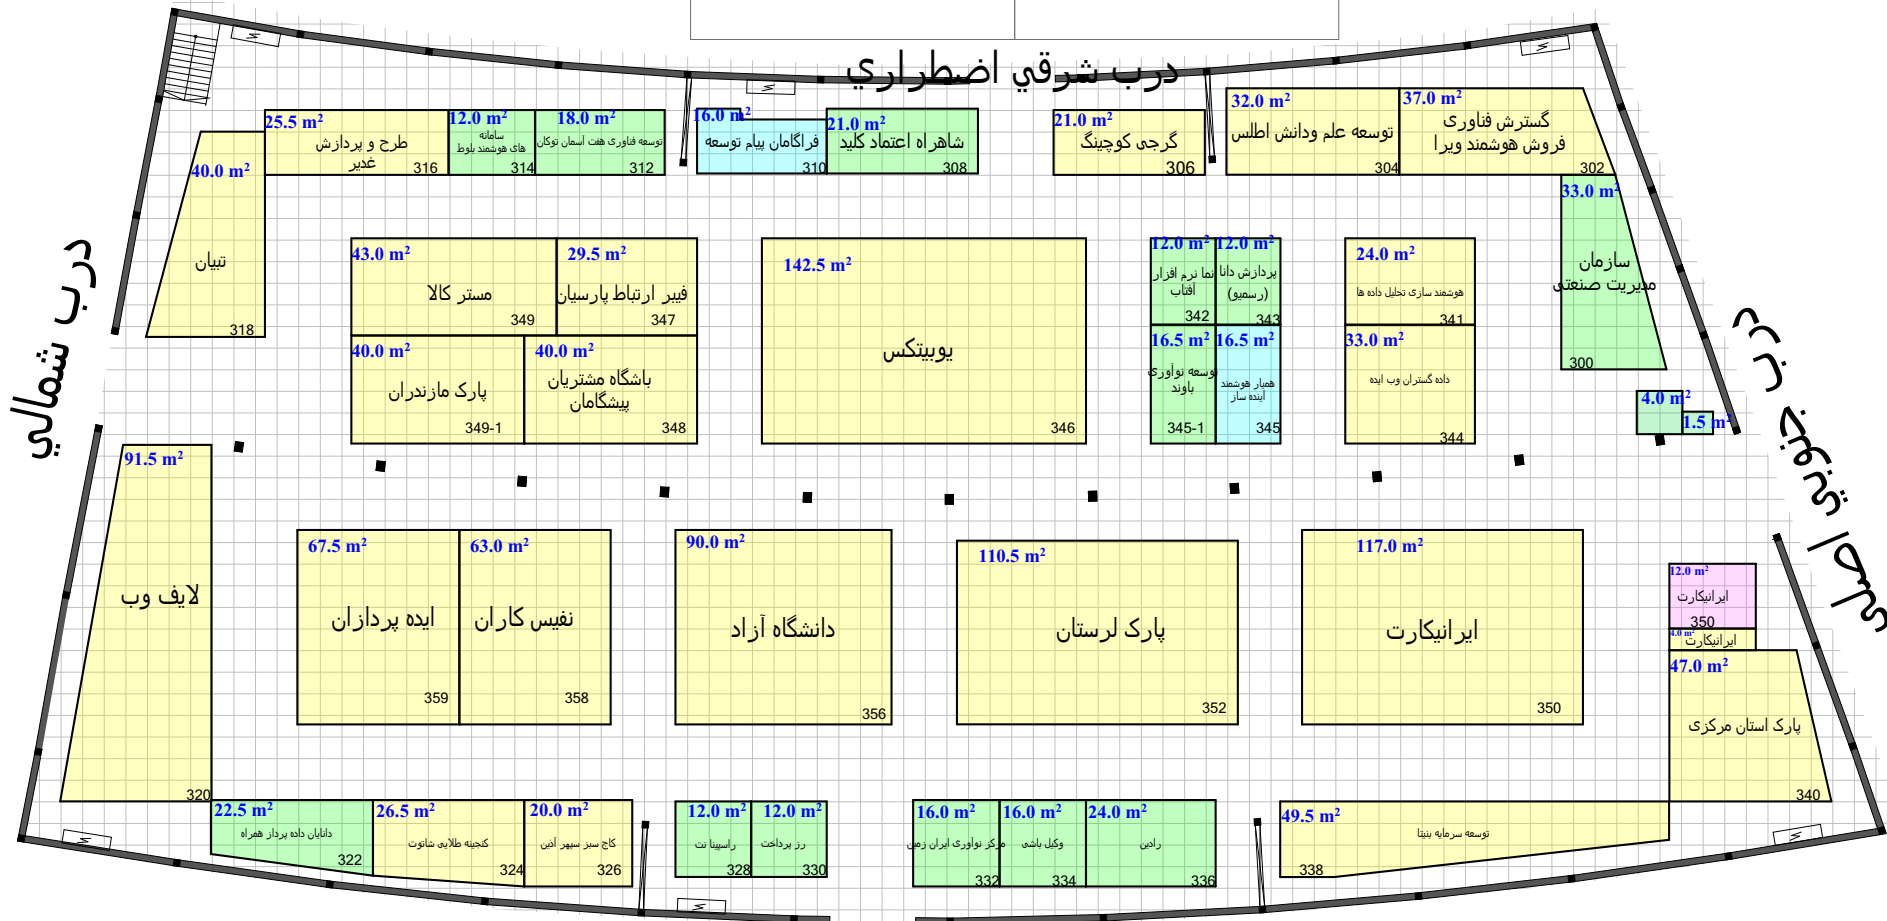 درب شرقي اضطراري
درب شمالي
درب جنوبي اصلي
25.5 m²
طرح و پردازش
غدیر
316
12.0 m²
سامانه
های هوشمند بلوط
314
18.0 m²
توسعه فناوری هفت آسمان توکان
312
16.0 m²
فراگامان پیام توسعه
310
21.0 m²
شاهراه اعتماد کلید
308
21.0 m²
گرجی کوچینگ
306
32.0 m²
توسعه علم ودانش اطلس
304
37.0 m²
گسترش فناوری
فروش هوشمند ویرا
302
40.0 m²
تبیان
318
43.0 m²
مستر کالا
349
29.5 m²
فیبر ارتباط پارسیان
347
40.0 m²
پارک مازندران
349-1
40.0 m²
باشگاه مشتریان
پیشگامان
348
142.5 m²
یوبیتکس
346
12.0 m²
نما نرم افزار
آفتاب
342
12.0 m²
پردازش دانا
(رسمیو)
343
16.5 m²
توسعه نوآوری
باوند
345-1
16.5 m²
همیار هوشمند
آینده ساز
345
24.0 m²
هوشمند سازی تحلیل داده ها
341
33.0 m²
داده گستران وب ایده
344
33.0 m²
سازمان
مدیریت صنعتی
300
4.0 m²
1.5 m²
91.5 m²
لایف وب
320
67.5 m²
ایده پردازان
359
63.0 m²
نفیس کاران
358
90.0 m²
دانشگاه آزاد
356
110.5 m²
پارک لرستان
352
117.0 m²
ایرانیکارت
350
12.0 m²
ایرانیکارت
350
4.0 m²
ایرانیکارت
47.0 m²
پارک استان مرکزی
340
22.5 m²
دانایان داده پرداز همراه
322
26.5 m²
گنجینه طلایی شاتوت
324
20.0 m²
کاج سبز سپهر آذین
326
12.0 m²
راسپینا نت
328
12.0 m²
رز پرداخت
330
16.0 m²
مرکز نوآوری ایران زمین
332
16.0 m²
وکیل باشی
334
24.0 m²
رادین
336
49.5 m²
توسعه سرمایه بنیتا
338